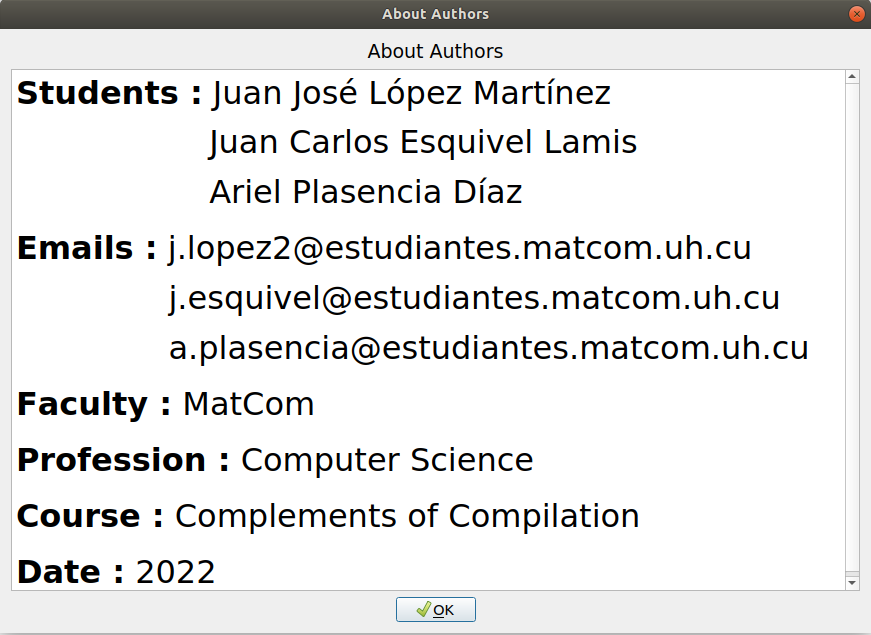 About Authors
About Authors
Students : Juan José López Martínez
Juan Carlos Esquivel Lamis
Ariel Plasencia Díaz
Emails : j.lopez2@estudiantes.matcom.uh.cu
j.esquivel@estudiantes.matcom.uh.cu
a.plasencia@estudiantes.matcom.uh.cu
Faculty : MatCom
Profession : Computer Science
Course : Complements of Compilation
Date : 2022
OK